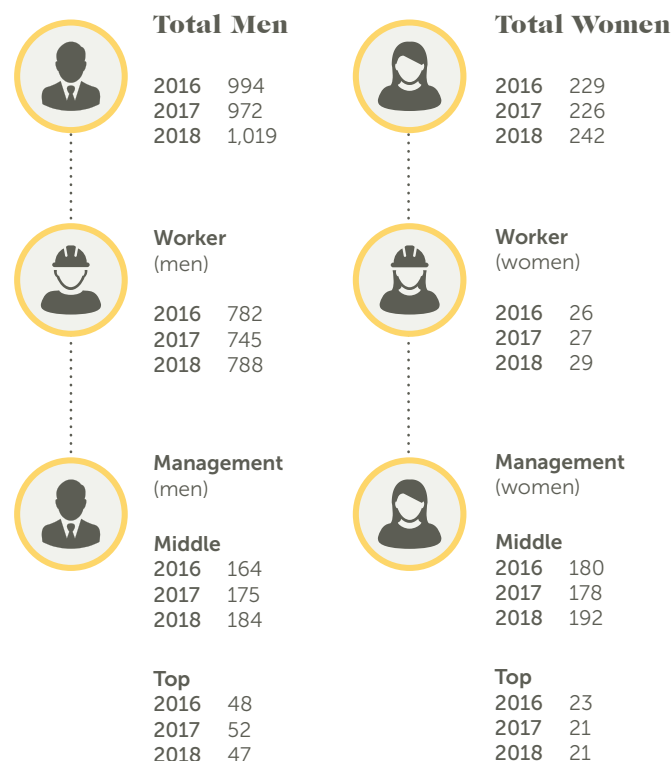 Total Men
2016 994
2017 972
2018 1,019
Worker
(men)
2016 782
2017 745
2018 788
Management
(men)
Middle
2016 164
2017 175
2018 184
Top
2016 48
2017 52
2018 47
Total Women
2016 229
2017 226
2018 242
Worker
(women)
2016 26
2017 27
2018 29
Management
(women)
Middle
2016 180
2017 178
2018 192
Top
2016 23
2017 21
2018 21